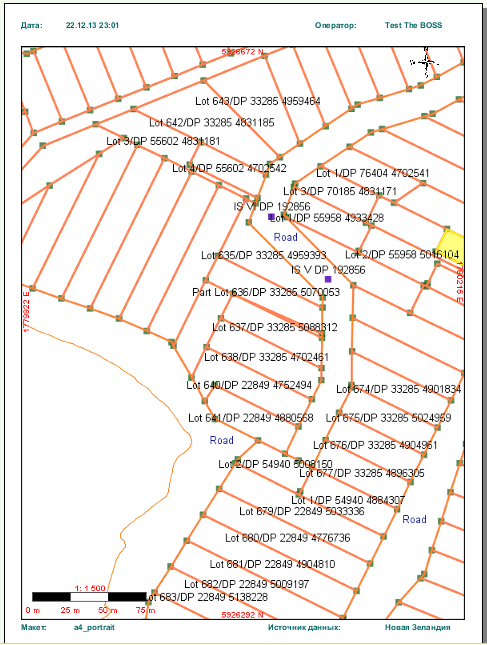 Дата: 22.12.13 23:01 Оператор: Test The BOSS
5926672 N
Lot 643/DP 33285 4959464
Lot 642/DP 33285 4831185
Lot 3/DP 55602 4831181
Lot 4/DP 55602 4702542
Lot 1/DP 76404 4702541
Lot 3/DP 70185 4831171
IS V DP 192856
Lot 1/DP 55958 4933428
Road
Lot 635/DP 33285 4959393
Lot 2/DP 55958 5016104
IS V DP 192856
1779922 E
1780215 E
Part Lot 636/DP 33285 5070053
Lot 637/DP 33285 5088312
Lot 638/DP 33285 4702461
Lot 640/DP 22849 4752494
Lot 674/DP 33285 4901834
Lot 641/DP 22849 4880568
Lot 675/DP 33285 5024959
Road
Lot 676/DP 33285 4904961
Lot 2/DP 54940 5008150
Lot 677/DP 33285 4896305
Lot 1/DP 54940 4884307
Lot 679/DP 22849 5033336
Road
Lot 680/DP 22849 4776736
Lot 681/DP 22849 4904810
Lot 682/DP 22849 5009197
1: 1 500
Lot 683/DP 22849 5138228
0 m 25 m 50 m 75 m
5926292 N
Макет: a4_portrait Источник данных: Новая Зеландия